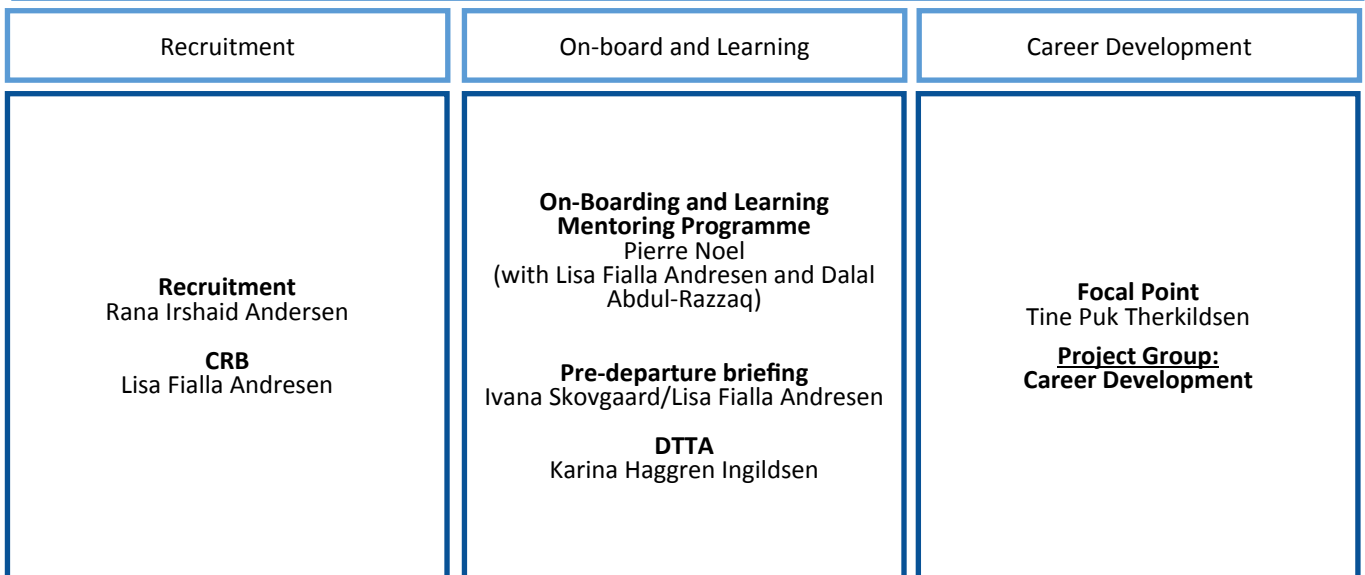 Recruitment
On-board and Learning
Career Development
Recruitment
Rana Irshaid Andersen
CRB
Lisa Fialla Andresen
On-Boarding and Learning
Mentoring Programme
Pierre Noel
(with Lisa Fialla Andresen and Dalal
Abdul-Razzaq)
Pre-departure briefing
Ivana Skovgaard/Lisa Fialla Andresen
DTTA
Karina Haggren Ingildsen
Focal Point
Tine Puk Therkildsen
Project Group:
Career Development